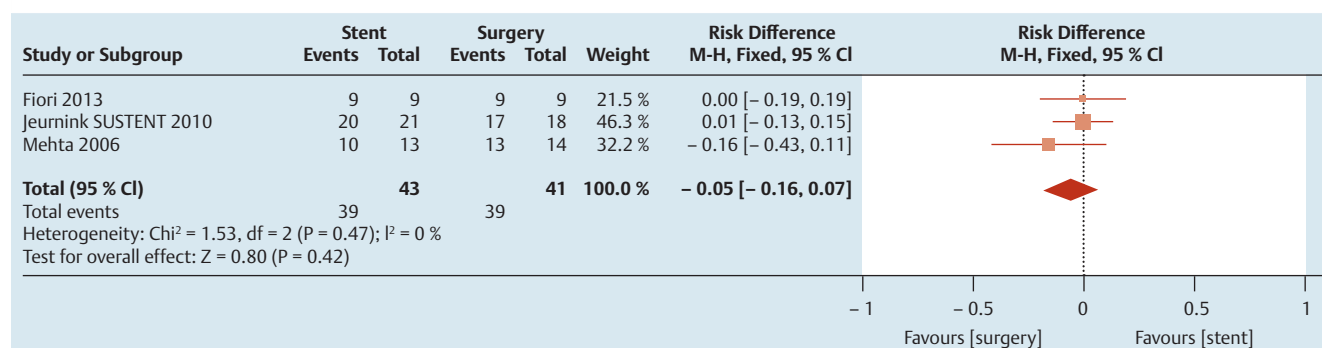 Stent Surgery Risk Difference Risk Difference
Study or Subgroup Events Total Events Total Weight M-H, Fixed, 95 % Cl M-H, Fixed, 95 % Cl
Fiori 2013 9 9 9 9 21.5 % 0.00 [– 0.19, 0.19]
Jeurnink SUSTENT 2010 20 21 17 18 46.3 % 0.01 [– 0.13, 0.15]
Mehta 2006 10 13 13 14 32.2 % – 0.16 [– 0.43, 0.11]
Total (95 % Cl) 43 41 100.0 % – 0.05 [– 0.16, 0.07]
Total events 39 39
Heterogeneity: Chi² = 1.53, df = 2 (P = 0.47); I² = 0 %
Test for overall effect: Z = 0.80 (P = 0.42)
– 1 – 0.5 0 0.5 1
Favours [surgery] Favours [stent]